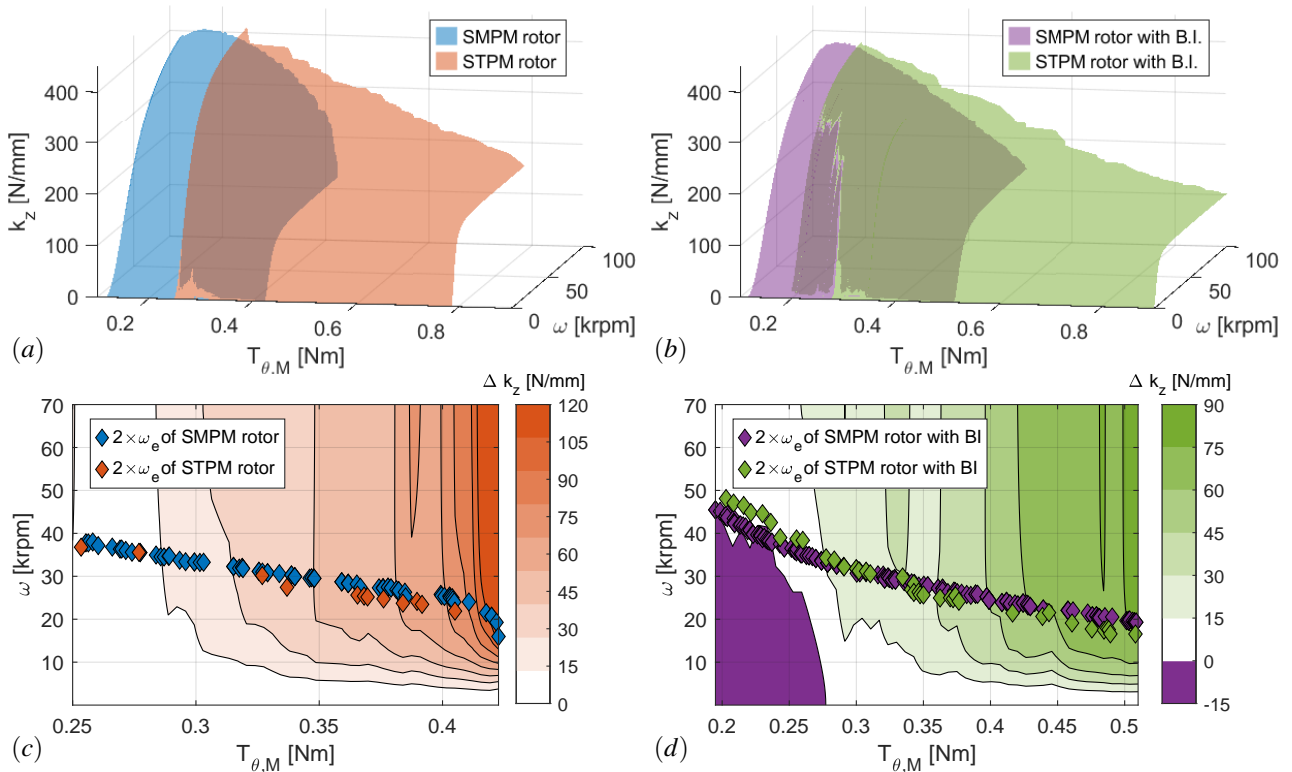 SMPM rotor
STPM rotor
400
300
200
100
0
k_z [N/mm]
0.2
0.4
0.6
0.8
T_θ,M [Nm]
0
50
100
ω [krpm]
(a)
SMPM rotor with B.I.
STPM rotor with B.I.
400
300
200
100
0
k_z [N/mm]
0.2
0.4
0.6
0.8
T_θ,M [Nm]
0
50
100
ω [krpm]
(b)
Δ k_z [N/mm]
2×ω_e of SMPM rotor
2×ω_e of STPM rotor
70
60
50
40
30
20
10
ω [krpm]
0.25
0.3
0.35
0.4
T_θ,M [Nm]
120
105
90
75
60
45
30
15
0
(c)
Δ k_z [N/mm]
2×ω_e of SMPM rotor with BI
2×ω_e of STPM rotor with BI
70
60
50
40
30
20
10
ω [krpm]
0.2
0.25
0.3
0.35
0.4
0.45
0.5
T_θ,M [Nm]
90
75
60
45
30
15
0
-15
(d)